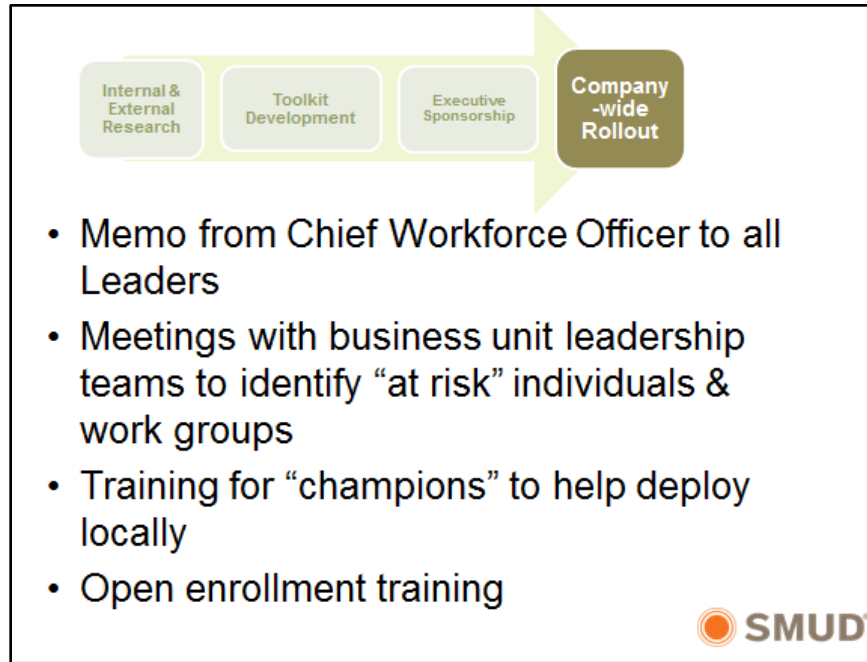 Internal &
External
Research
Toolkit
Development
Executive
Sponsorship
Company
-wide
Rollout
• Memo from Chief Workforce Officer to all
Leaders
• Meetings with business unit leadership
teams to identify “at risk” individuals &
work groups
• Training for “champions” to help deploy
locally
• Open enrollment training
SMUD